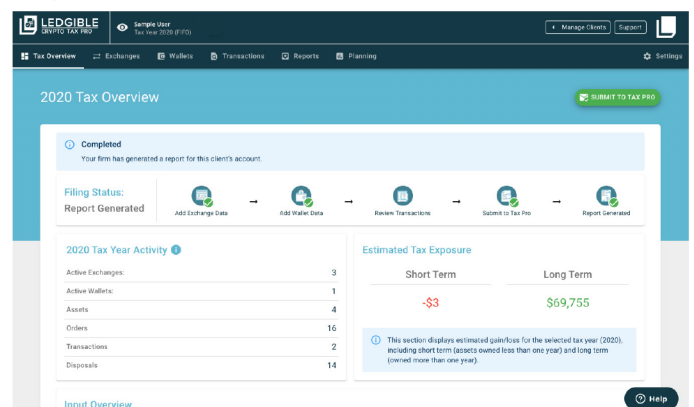 LEDGIBLE
CRYPTO TAX PRO
Sample User
Tax Year 2020 (FIFO)
Manage Clients
Support
Tax Overview
Exchanges
Wallets
Transactions
Reports
Planning
Settings
2020 Tax Overview
SUBMIT TO TAX PRO
Completed
Your firm has generated a report for this client's account.
Filing Status:
Report Generated
Add Exchange Data
Add Wallet Data
Review Transactions
Submit to Tax Pro
Report Generated
2020 Tax Year Activity
Active Exchanges: 3
Active Wallets: 1
Assets 4
Orders 16
Transactions 2
Disposals 14
Estimated Tax Exposure
Short Term
Long Term
-$3
$69,755
This section displays estimated gain/loss for the selected tax year (2020),
including short term (assets owned less than one year) and long term
(owned more than one year).
Input Overview
Help